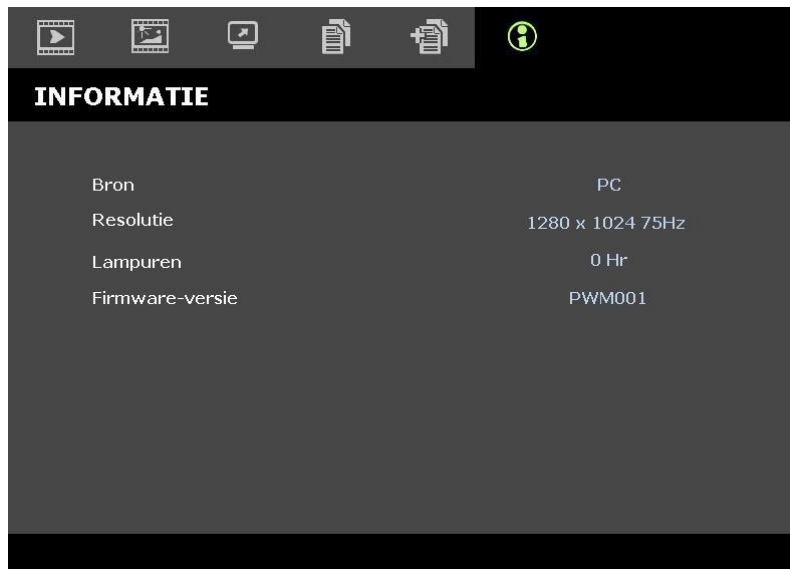 INFORMATIE
Bron PC
Resolutie 1280 x 1024 75Hz
Lampuren 0 Hr
Firmware-versie PWM001